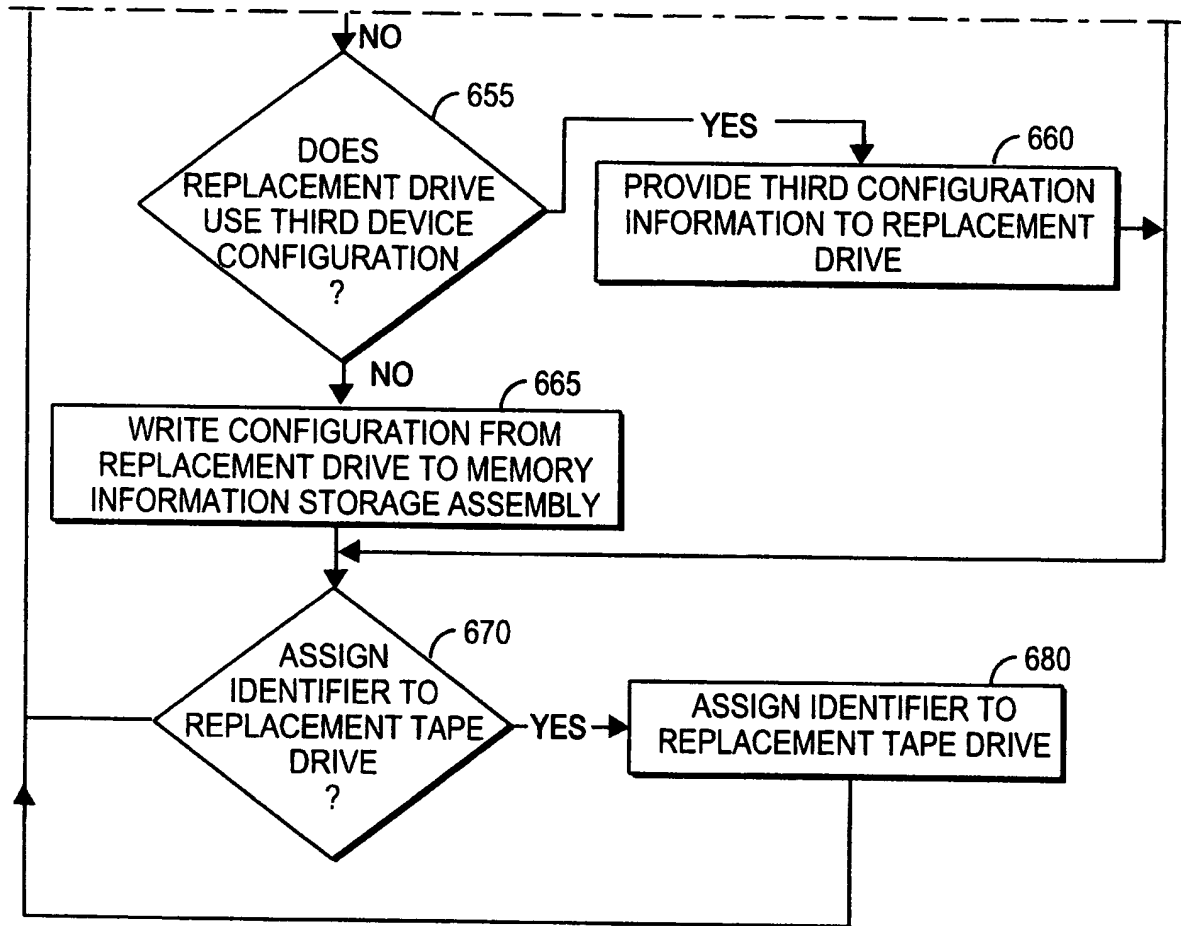 NO
655
DOES
REPLACEMENT DRIVE
USE THIRD DEVICE
CONFIGURATION
?
YES
660
PROVIDE THIRD CONFIGURATION
INFORMATION TO REPLACEMENT
DRIVE
NO
665
WRITE CONFIGURATION FROM
REPLACEMENT DRIVE TO MEMORY
INFORMATION STORAGE ASSEMBLY
670
ASSIGN
IDENTIFIER TO
REPLACEMENT TAPE
DRIVE
?
YES
680
ASSIGN IDENTIFIER TO
REPLACEMENT TAPE DRIVE